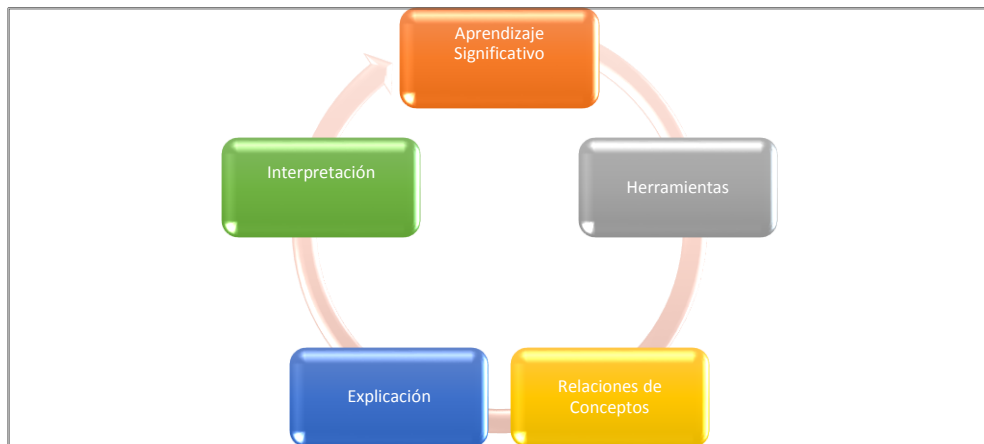 Aprendizaje
Significativo
Herramientas
Relaciones de
Conceptos
Explicación
Interpretación